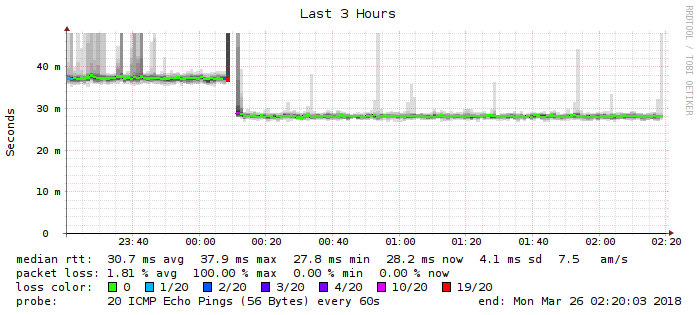 Last 3 Hours
RRDTOOL / TOBI OETIKER
Seconds
40 m
30 m
20 m
10 m
0
23:40 00:00 00:20 00:40 01:00 01:20 01:40 02:00 02:20
median rtt: 30.7 ms avg 37.9 ms max 27.8 ms min 28.2 ms now 4.1 ms sd 7.5 am/s
packet loss: 1.81 % avg 100.00 % max 0.00 % min 0.00 % now
loss color: 0 1/20 2/20 3/20 4/20 10/20 19/20
probe: 20 ICMP Echo Pings (56 Bytes) every 60s end: Mon Mar 26 02:20:03 2018